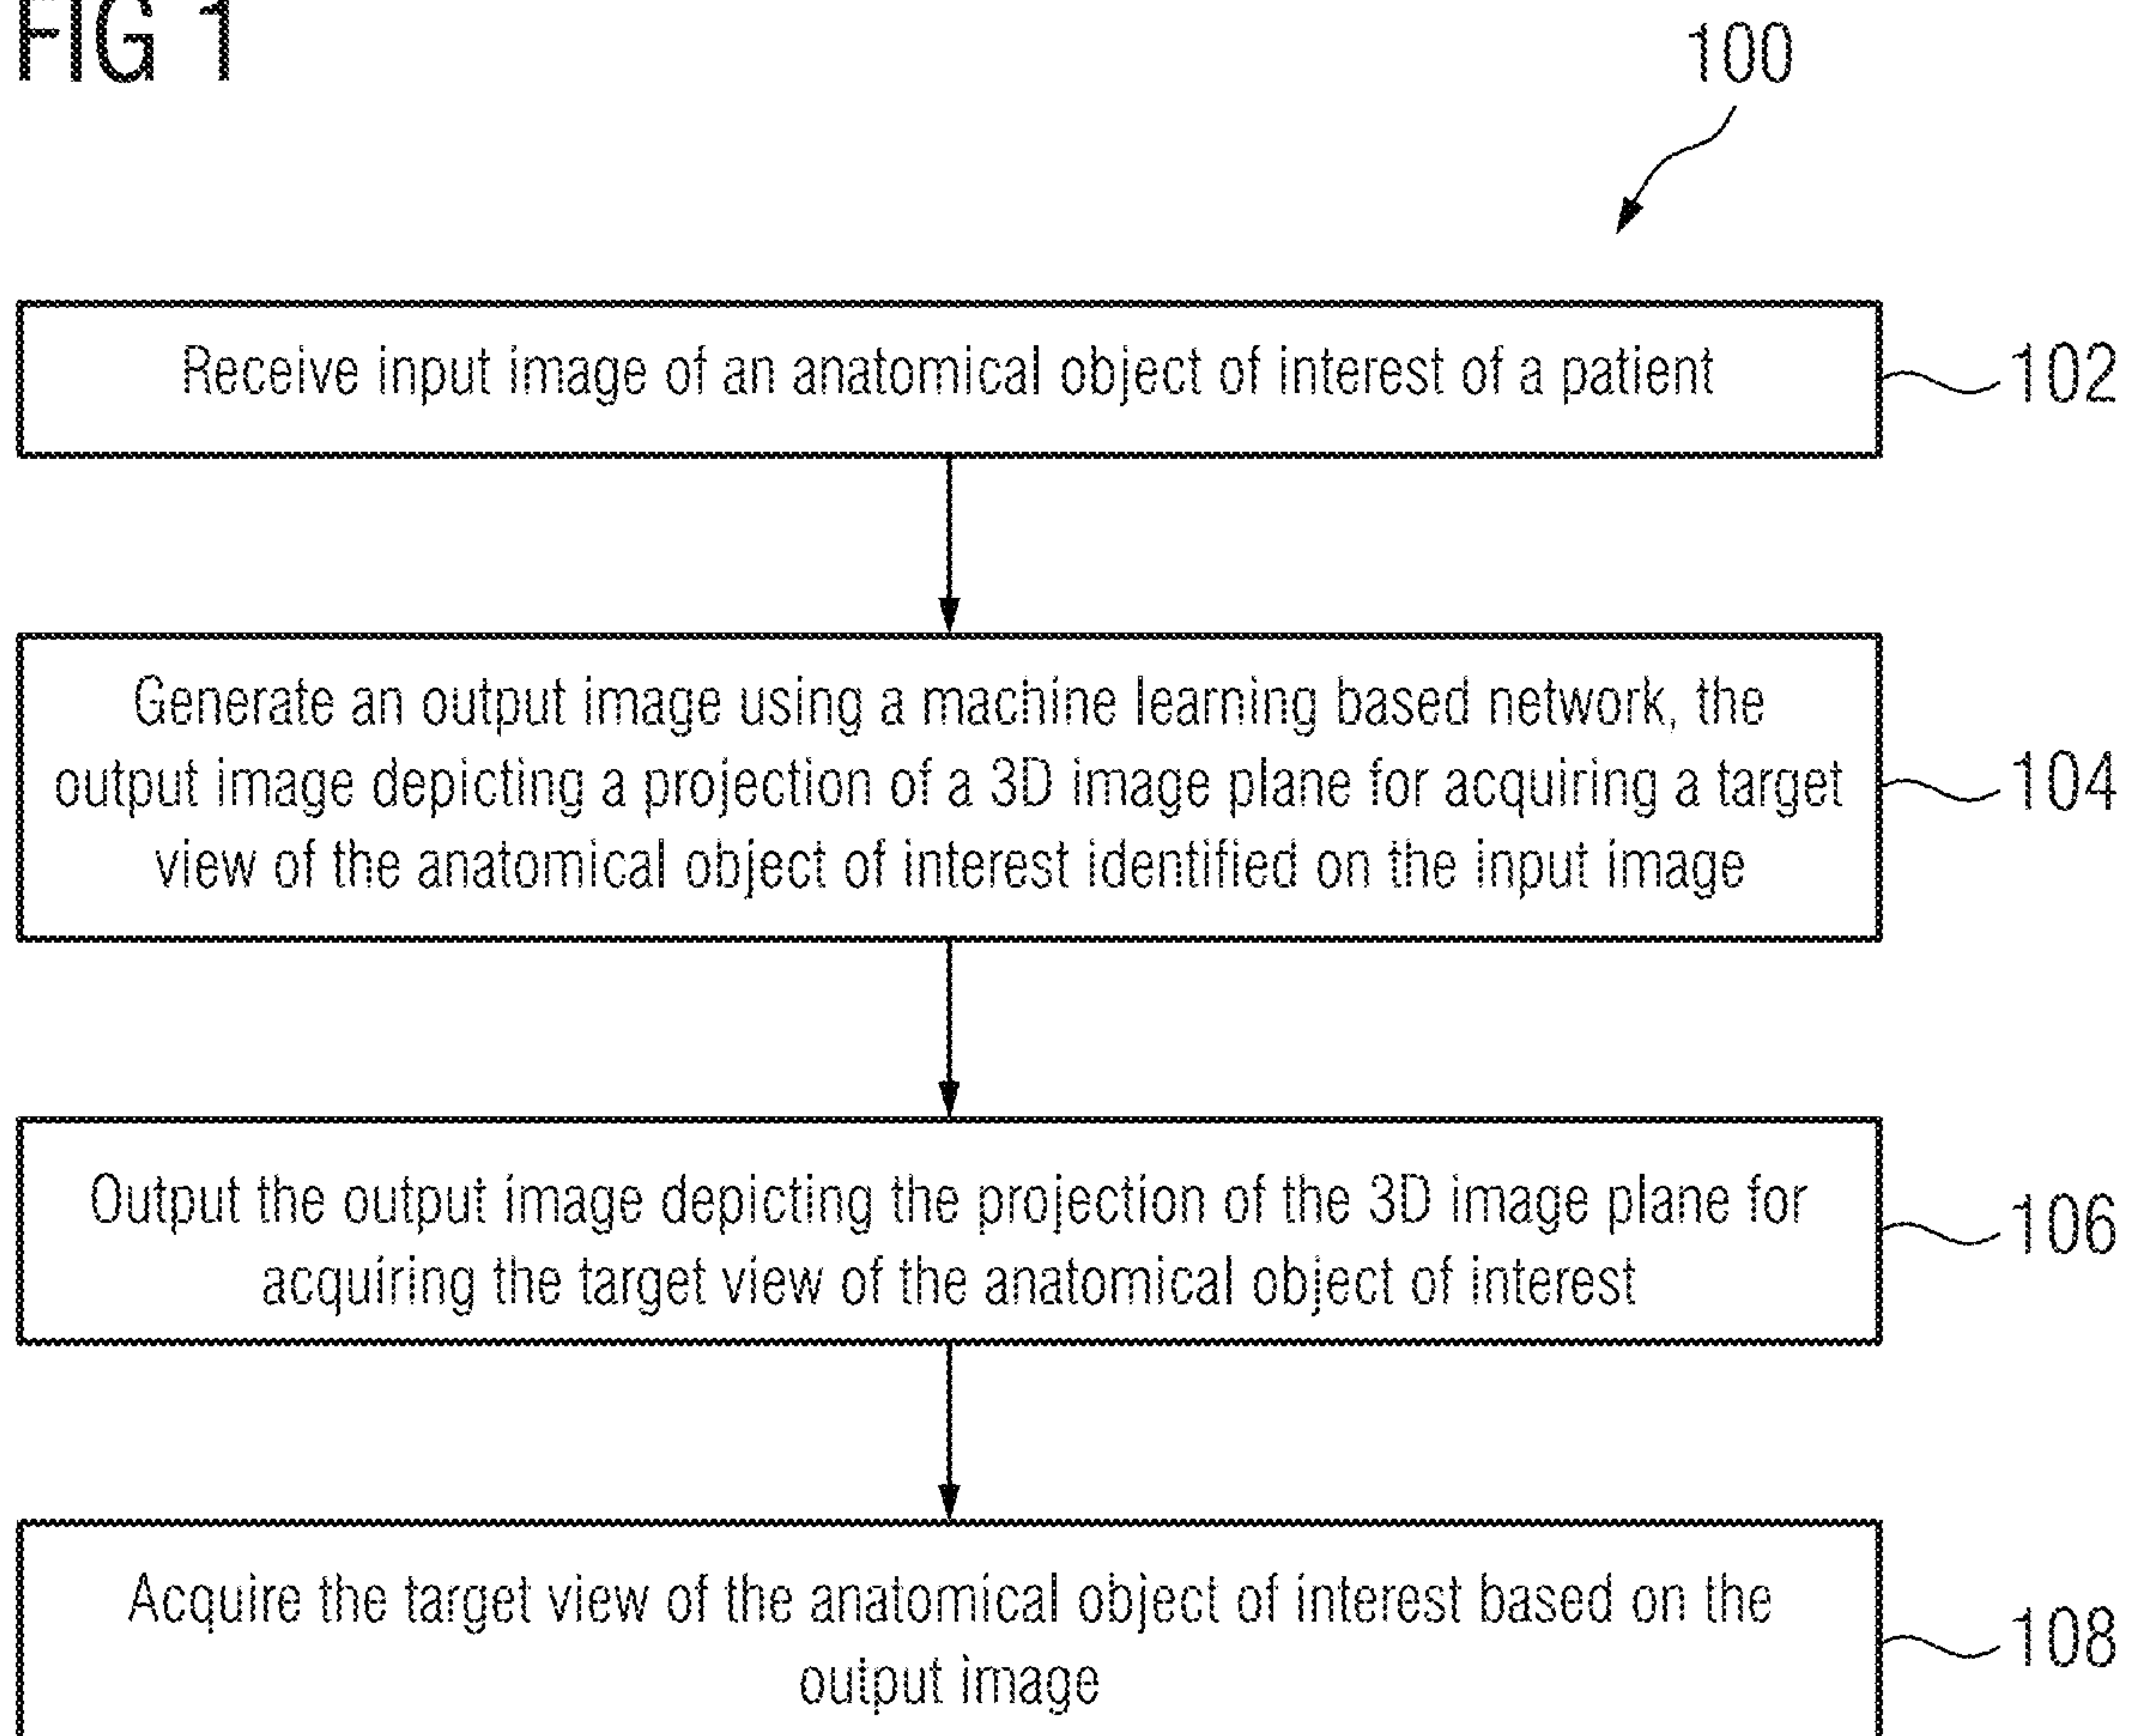 FIG 1
100
Receive input image of an anatomical object of interest of a patient
102
Generate an output image using a machine learning based network, the
output image depicting a projection of a 3D image plane for acquiring a target
view of the anatomical object of interest identified on the input image
104
Output the output image depicting the projection of the 3D image plane for
acquiring the target view of the anatomical object of interest
106
Acquire the target view of the anatomical object of interest based on the
output image
108